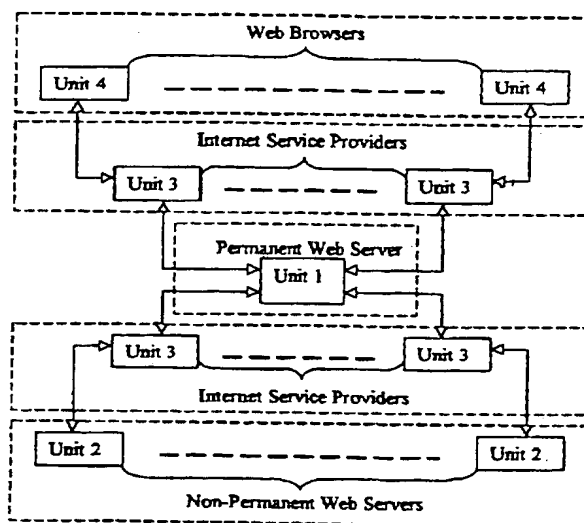 Web Browsers
Unit 4
Unit 4
Internet Service Providers
Unit 3
Unit 3
Permanent Web Server
Unit 1
Unit 3
Unit 3
Internet Service Providers
Unit 2
Unit 2
Non-Permanent Web Servers